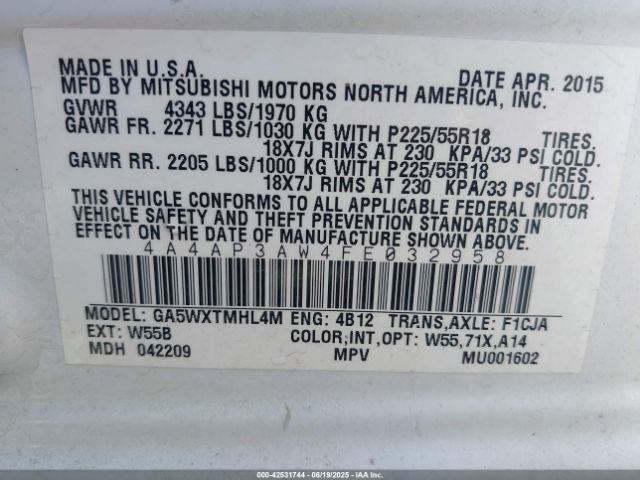 MADE IN U.S.A. DATE APR. 2015
MFD BY MITSUBISHI MOTORS NORTH AMERICA, INC.
GVWR 4343 LBS/1970 KG
GAWR FR. 2271 LBS/1030 KG WITH P225/55R18 TIRES.
18X7J RIMS AT 230 KPA/33 PSI COLD.
GAWR RR. 2205 LBS/1000 KG WITH P225/55R18 TIRES.
18X7J RIMS AT 230 KPA/33 PSI COLD.
THIS VEHICLE CONFORMS TO ALL APPLICABLE FEDERAL MOTOR
VEHICLE SAFETY AND THEFT PREVENTION STANDARDS IN
EFFECT ON THE DATE OF MANUFACTURE SHOWN ABOVE.
4A4AP3AW4FE032958
MODEL: GA5WXTMHL4M ENG: 4B12 TRANS,AXLE: F1CJA
EXT: W55B COLOR,INT,OPT: W55,71X,A14
MDH 042209 MPV MU001602
000-42531744 - 06/19/2025 - IAA Inc.